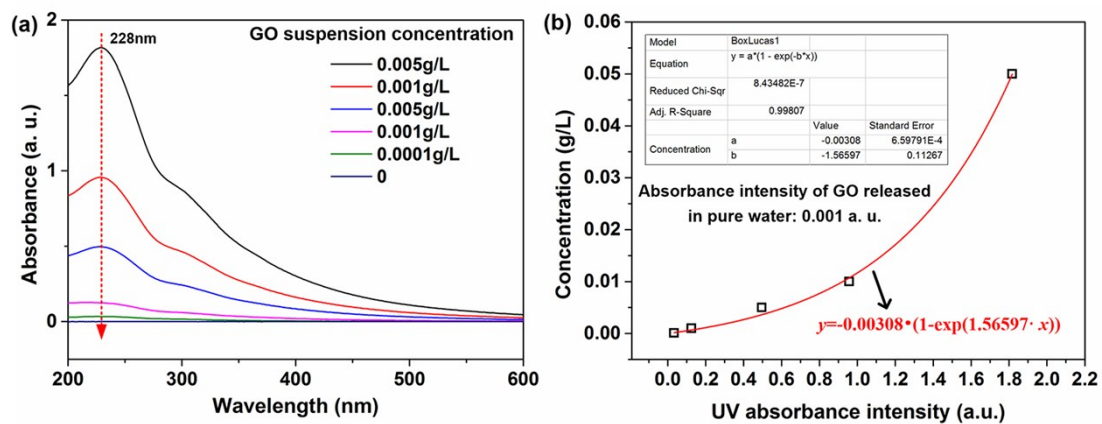 (a)
228nm
GO suspension concentration
0.005g/L
0.001g/L
0.005g/L
0.001g/L
0.0001g/L
0
2
1
0
200 250 300 350 400 450 500 550 600
Absorbance (a. u.)
Wavelength (nm)
(b)
Model BoxLucas1
Equation y = a*(1 - exp(-b*x))
Reduced Chi-Sqr 8.43482E-7
Adj. R-Square 0.99807
Value Standard Error
Concentration a -0.00308 6.59791E-4
b -1.56597 0.11267
Absorbance intensity of GO released
in pure water: 0.001 a. u.
y=-0.00308•(1-exp(1.56597· x))
0.06
0.05
0.04
0.03
0.02
0.01
0.00
0.0 0.2 0.4 0.6 0.8 1.0 1.2 1.4 1.6 1.8 2.0 2.2
Concentration (g/L)
UV absorbance intensity (a.u.)